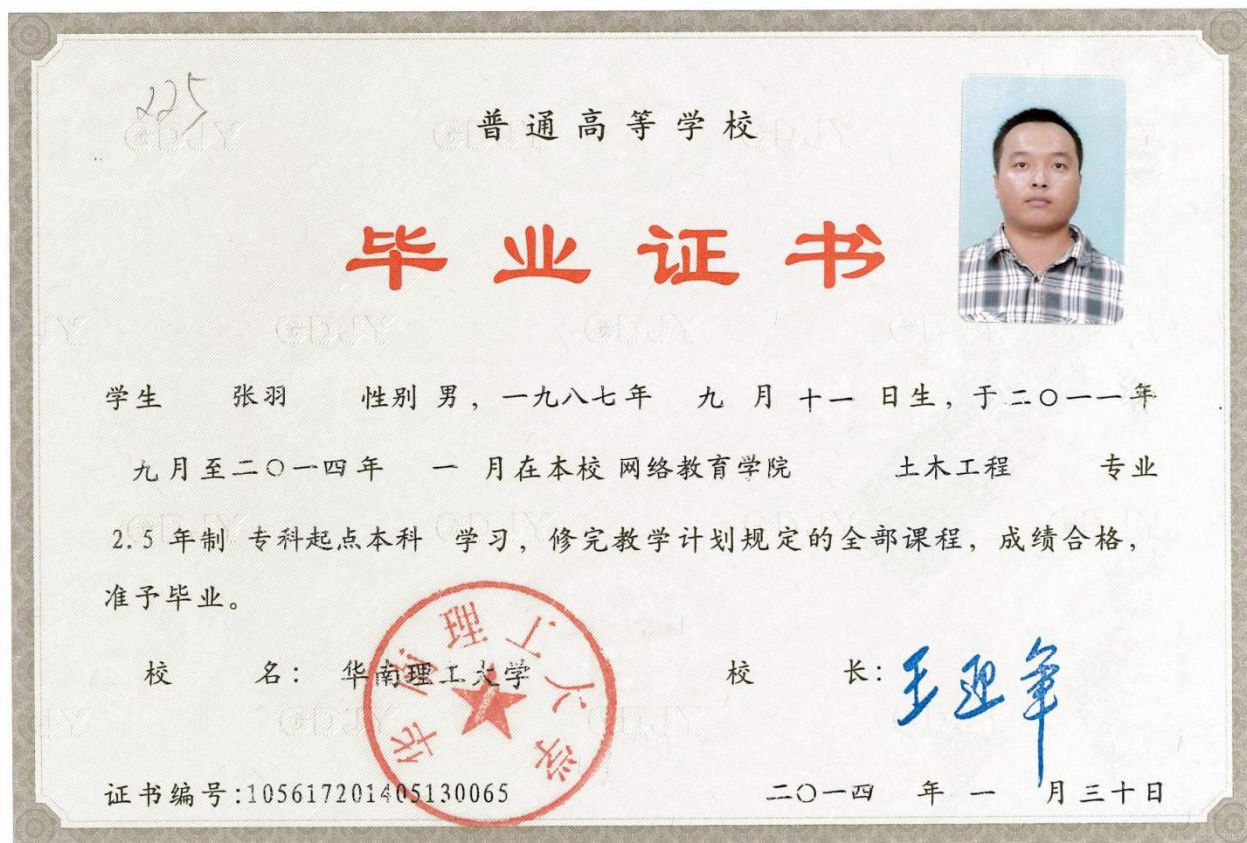 225
普通高等学校
毕业证书
学生 张羽 性别 男，一九八七年 九 月 十一 日生，于二〇一一年
九月至二〇一四年 一 月在本校 网络教育学院 土木工程 专业
2.5 年制 专科起点本科 学习，修完教学计划规定的全部课程，成绩合格，
准予毕业。
校 名： 华南理工大学
校 长：王迎军
华南理工大学
证书编号:105617201405130065
二〇一四 年 一 月三十日